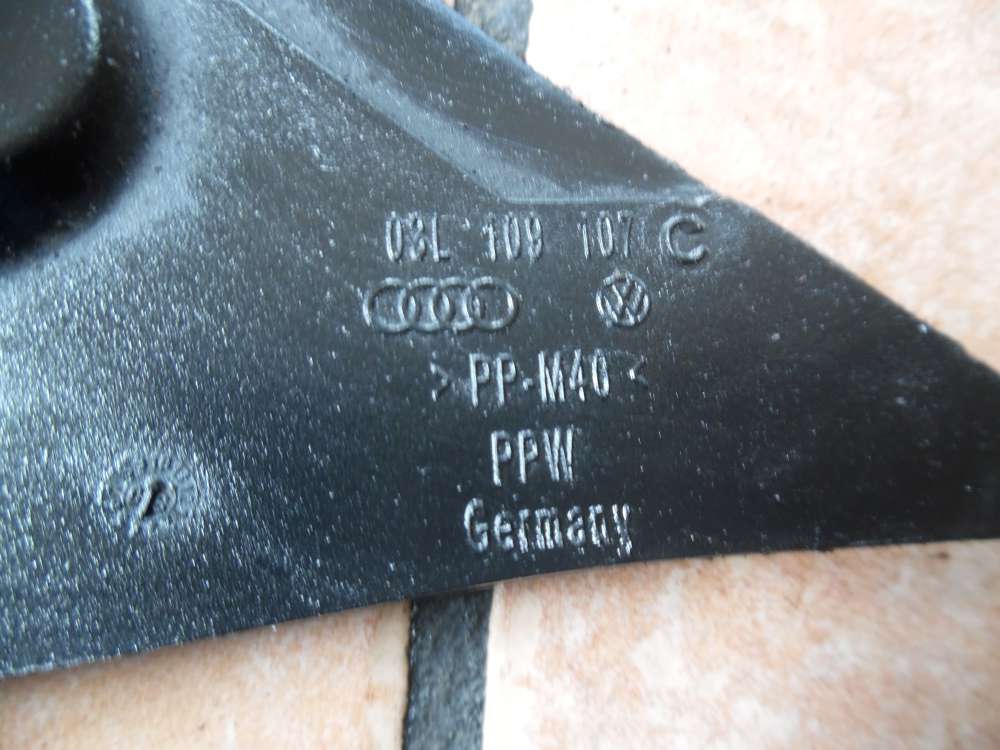 03L 109 107 C
>PP-M40<
PPW
Germany